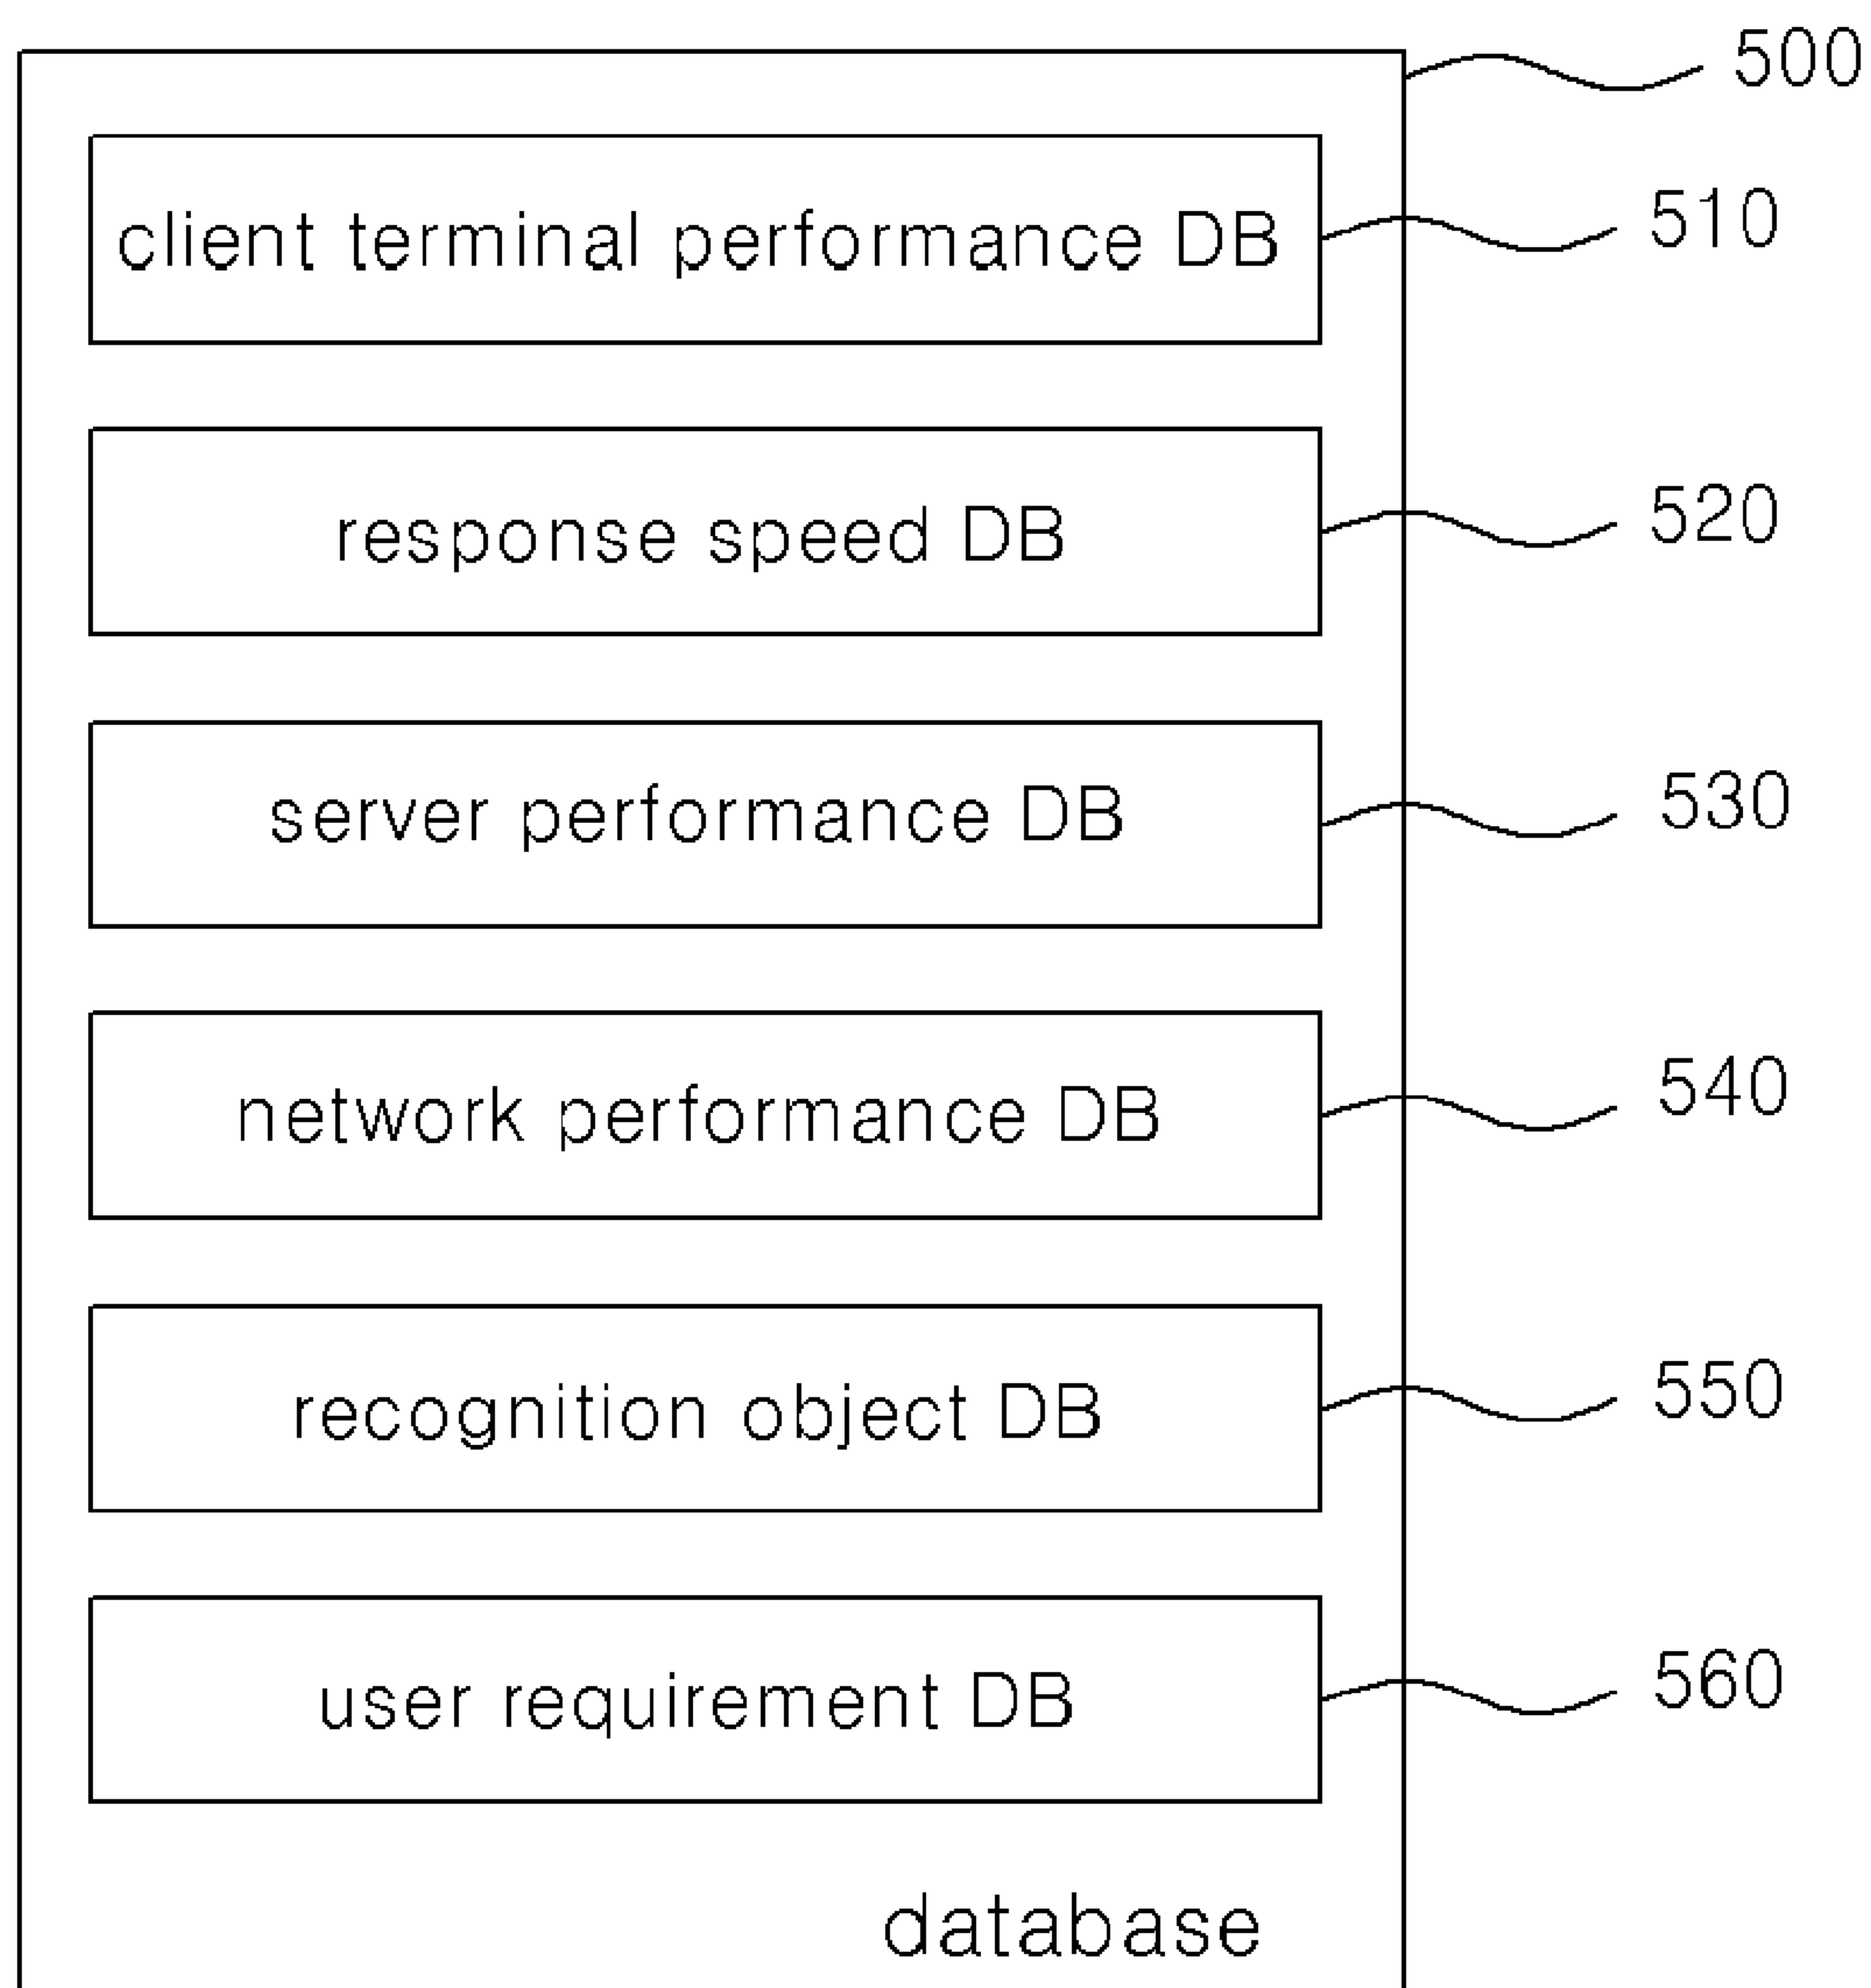 500
client terminal performance DB 510
response speed DB 520
server performance DB 530
network performance DB 540
recognition object DB 550
user requirement DB 560
database